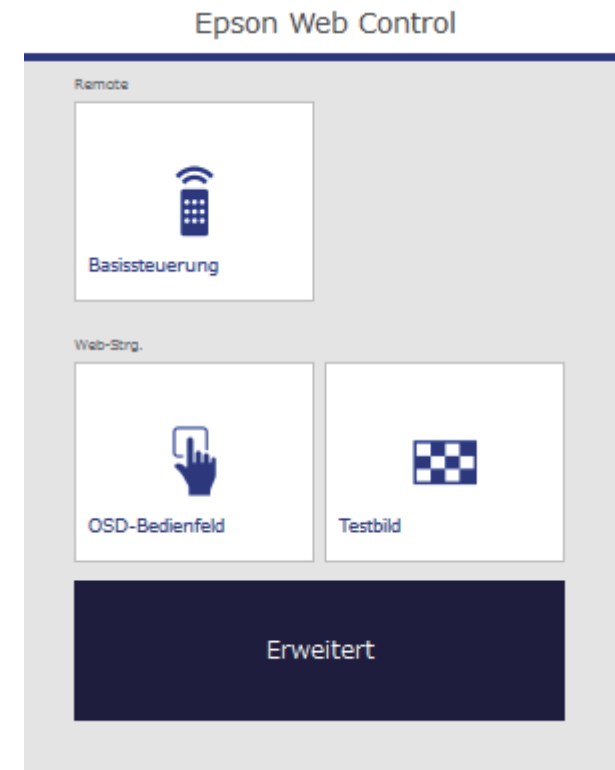 Epson Web Control
Remote
Basissteuerung
Web-Strg.
OSD-Bedienfeld
Testbild
Erweitert